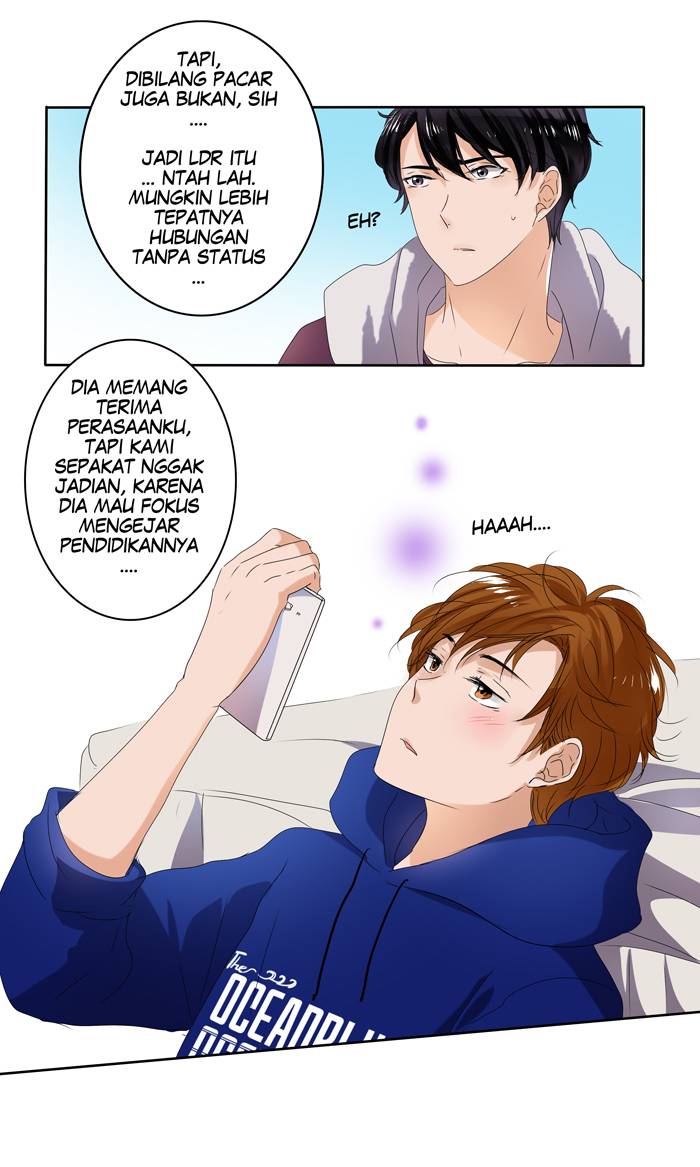 TAPI,
DIBILANG PACAR
JUGA BUKAN, SIH
....
JADI LDR ITU
... NTAH LAH.
MUNGKIN LEBIH
TEPATNYA
HUBUNGAN
TANPA STATUS
...
EH?
DIA MEMANG
TERIMA
PERASAANKU,
TAPI KAMI
SEPAKAT NGGAK
JADIAN, KARENA
DIA MAU FOKUS
MENGEJAR
PENDIDIKANNYA
....
HAAAH....
The